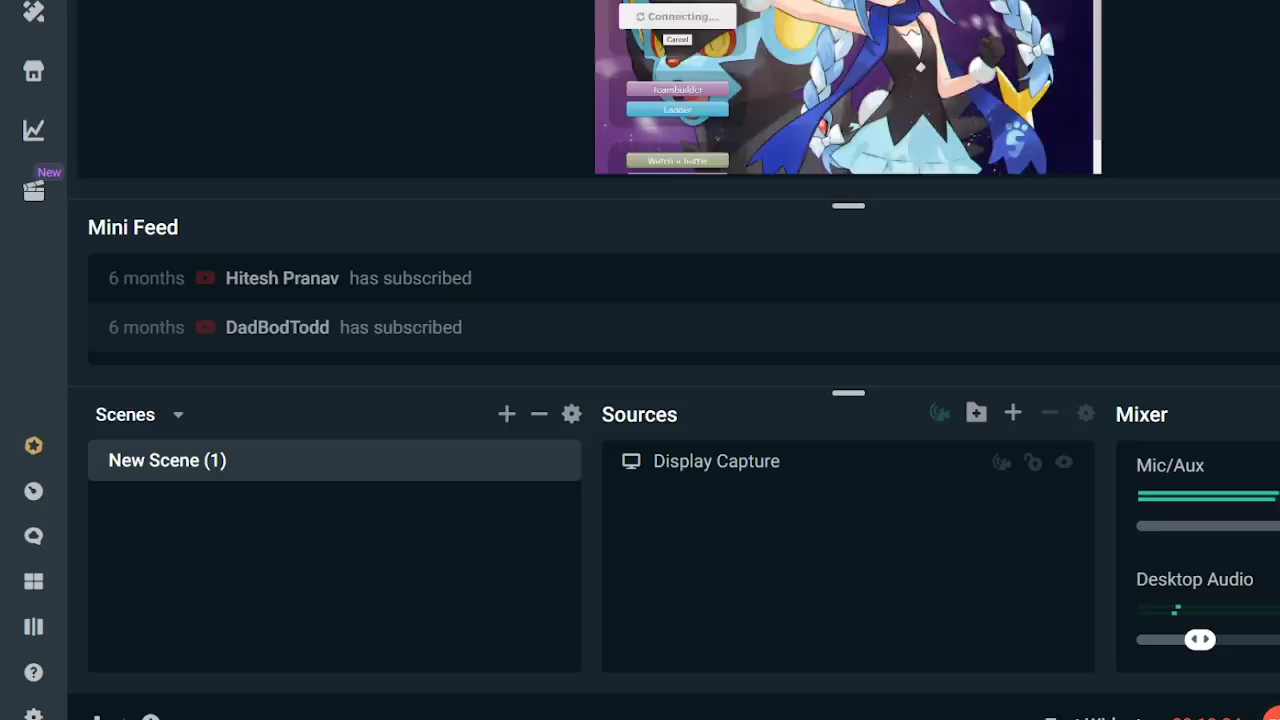 Connecting...
Cancel
Teambuilder
Ladder
Watch a battle
New
Mini Feed
6 months Hitesh Pranav has subscribed
6 months DadBodTodd has subscribed
Scenes
New Scene (1)
Sources
Display Capture
Mixer
Mic/Aux
Desktop Audio